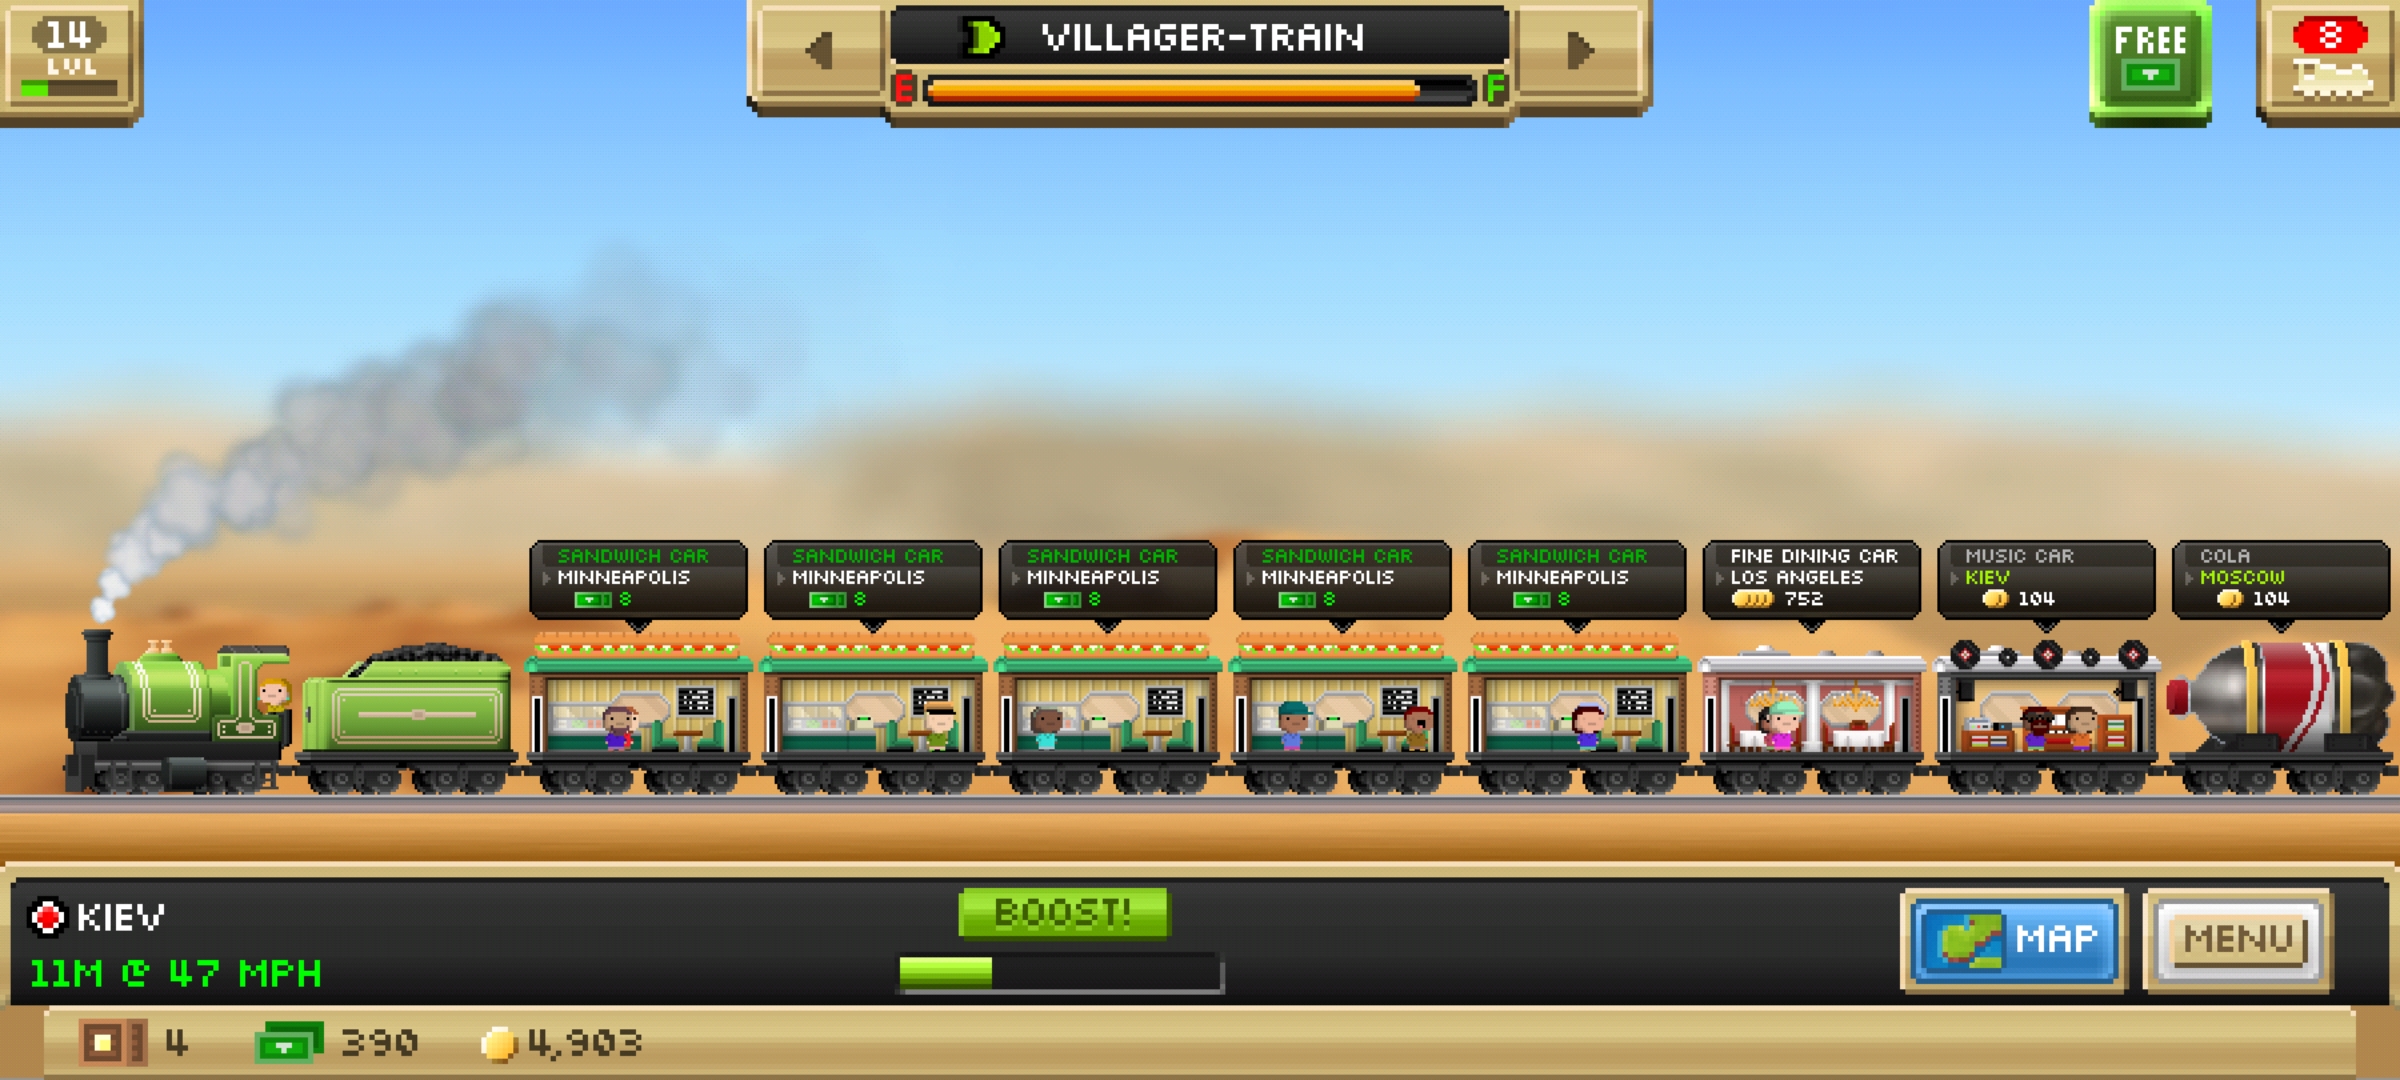 14
LVL
VILLAGER-TRAIN
E F
FREE
8
SANDWICH CAR
MINNEAPOLIS
8
SANDWICH CAR
MINNEAPOLIS
8
SANDWICH CAR
MINNEAPOLIS
8
SANDWICH CAR
MINNEAPOLIS
8
SANDWICH CAR
MINNEAPOLIS
8
FINE DINING CAR
LOS ANGELES
752
MUSIC CAR
KIEV
104
COLA
MOSCOW
104
KIEV
11M @ 47 MPH
BOOST!
MAP
MENU
4
390
4,903